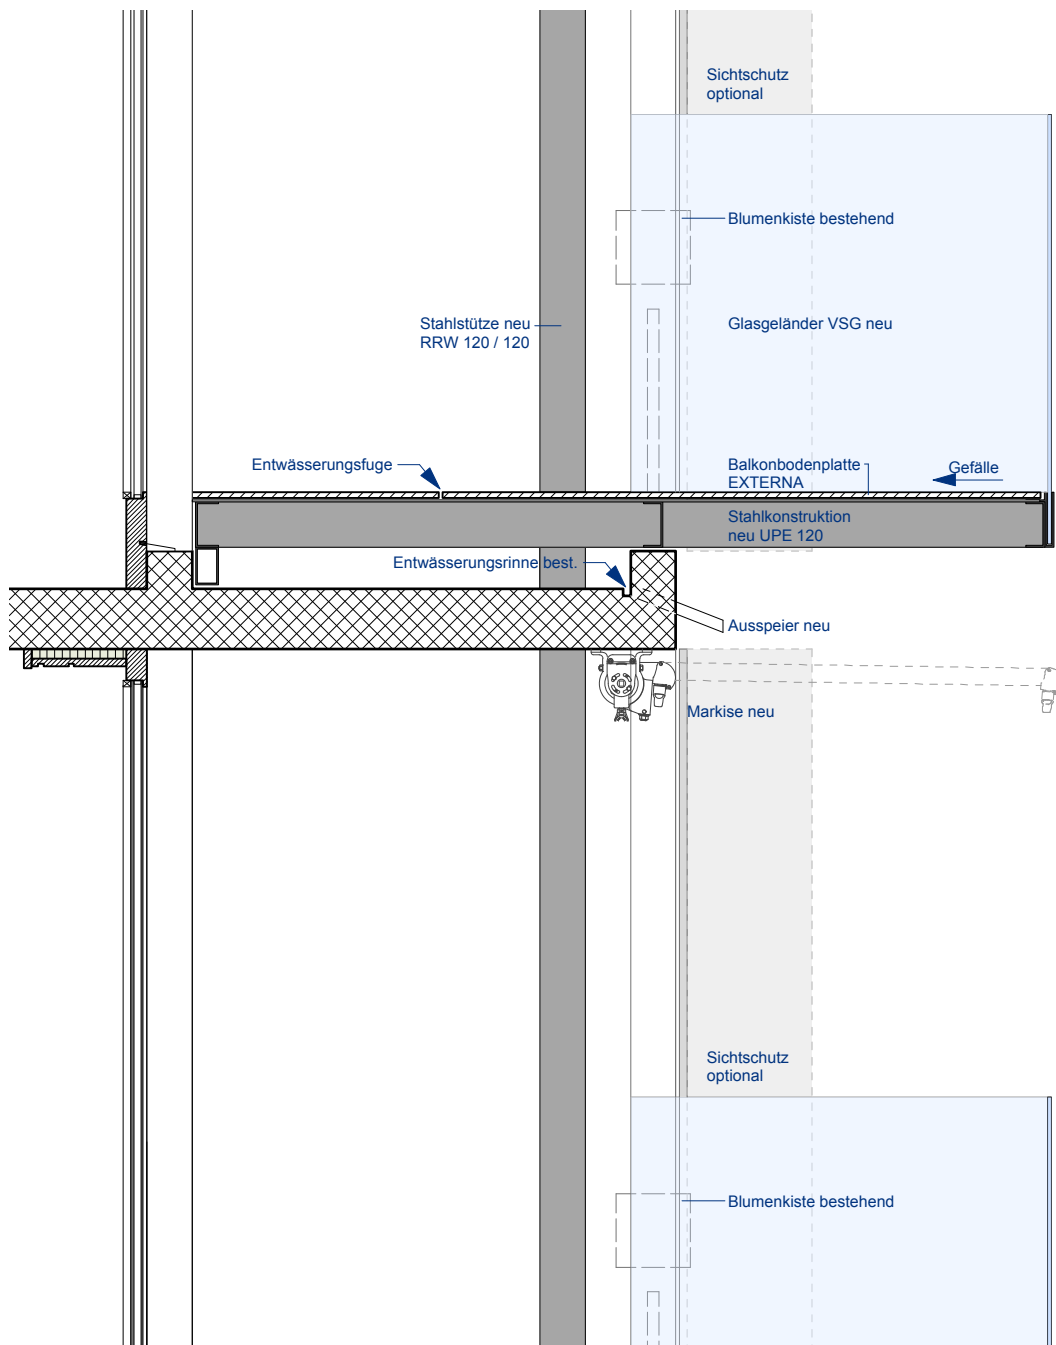 Sichtschutz
optional
Blumenkiste bestehend
Stahlstütze neu
RRW 120 / 120
Glasgeländer VSG neu
Entwässerungsfuge
Balkonbodenplatte
EXTERNA
Gefälle
Stahlkonstruktion
neu UPE 120
Entwässerungsrinne best.
Ausspeier neu
Markise neu
Sichtschutz
optional
Blumenkiste bestehend